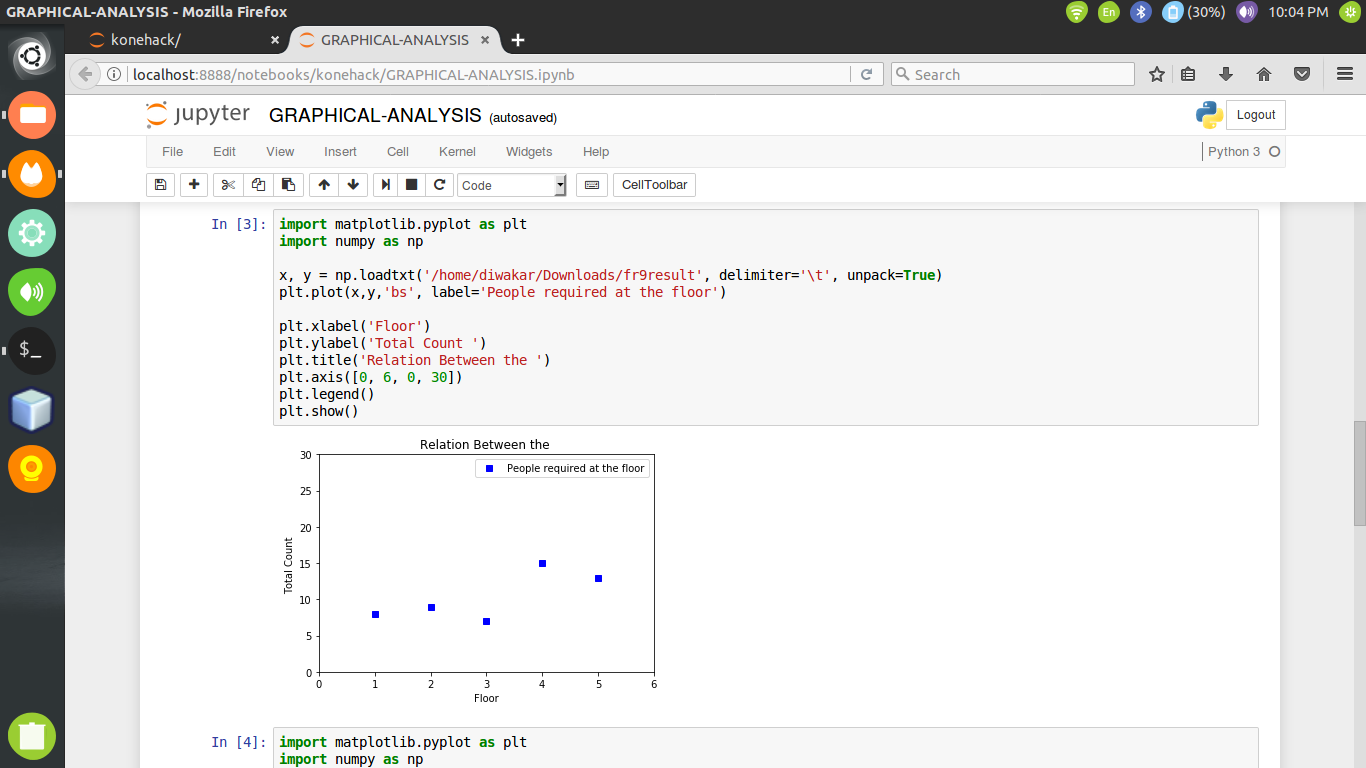 GRAPHICAL-ANALYSIS - Mozilla Firefox
En
(30%)
10:04 PM
konehack/
GRAPHICAL-ANALYSIS
localhost:8888/notebooks/konehack/GRAPHICAL-ANALYSIS.ipynb
Search
jupyter GRAPHICAL-ANALYSIS (autosaved)
Logout
File Edit View Insert Cell Kernel Widgets Help
Python 3
Code
CellToolbar
$_
In [3]:
import matplotlib.pyplot as plt
import numpy as np
x, y = np.loadtxt('/home/diwakar/Downloads/fr9result', delimiter='\t', unpack=True)
plt.plot(x,y,'bs', label='People required at the floor')
plt.xlabel('Floor')
plt.ylabel('Total Count ')
plt.title('Relation Between the ')
plt.axis([0, 6, 0, 30])
plt.legend()
plt.show()
Relation Between the
People required at the floor
30
25
20
15
10
5
0
Total Count
0 1 2 3 4 5 6
Floor
In [4]:
import matplotlib.pyplot as plt
import numpy as np